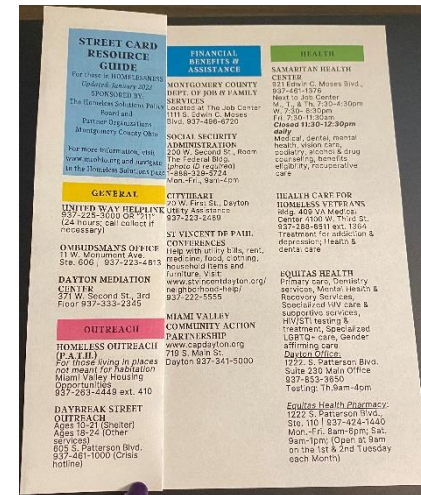 STREET CARD
RESOURCE
GUIDE
For those in HOMELESSNESS
Updated: January 2022
SPONSORED BY:
The Homeless Solutions Policy
Board and
Partner Organizations
Montgomery County Ohio
For more information, visit
www.mcohio.org and navigate
to the Homeless Solutions page
GENERAL
UNITED WAY HELPLINK
937-225-3000 OR "211"
(24 hours; call collect if
necessary)
OMBUDSMAN'S OFFICE
11 W. Monument Ave.
Ste. 606 | 937-223-4613
DAYTON MEDIATION
CENTER
371 W. Second St., 3rd
Floor 937-333-2345
OUTREACH
HOMELESS OUTREACH
(P.A.T.H.)
For those living in places
not meant for habitation
Miami Valley Housing
Opportunities
937-263-4449 ext. 410
DAYBREAK STREET
OUTREACH
Ages 10-21 (Shelter)
Ages 18-24 (Other
services)
605 S. Patterson Blvd.
937-461-1000 (Crisis
hotline)
FINANCIAL
BENEFITS &
ASSISTANCE
MONTGOMERY COUNTY
DEPT. OF JOB & FAMILY
SERVICES
Located at The Job Center
1111 S. Edwin C. Moses
Blvd. 937-496-6720
SOCIAL SECURITY
ADMINISTRATION
200 W. Second St., Room
The Federal Bldg.
(photo ID required)
1-888-329-5724
Mon.-Fri., 9am-4pm
CITYHEART
20 W. First St., Dayton
Utility Assistance
937-223-2489
ST VINCENT DE PAUL
CONFERENCES
Help with utility bills, rent,
medicine, food, clothing,
household items and
furniture. Visit:
www.stvincentdayton.org/
neighborhood-help/
937-222-5555
MIAMI VALLEY
COMMUNITY ACTION
PARTNERSHIP
www.capdayton.org
719 S. Main St.
Dayton 937-341-5000
HEALTH
SAMARITAN HEALTH
CENTER
921 Edwin C. Moses Blvd.,
937-461-1376
Next to Job Center
M., T., & Th, 7:30-4:30pm
W, 7:30- 6:30pm
Fri, 7:30-11:30am
Closed 11:30-12:30pm
daily
Medical, dental, mental
health, vision care,
podiatry, alcohol & drug
counseling, benefits
eligibility, recuperative
care
HEALTH CARE FOR
HOMELESS VETERANS
Bldg. 409 VA Medical
Center 4100 W. Third St.
937-268-6511 ext. 1364
Treatment for addiction &
depression; Health &
dental care
EQUITAS HEALTH
Primary care, Dentistry
services, Mental Health &
Recovery Services,
Specialized HIV care &
supportive services,
HIV/STI testing &
treatment, Specialized
LGBTQ+ care, Gender
affirming care
Dayton Office:
1222. S. Patterson Blvd.
Suite 230 Main Office
937-853-3650
Testing: Th.9am-4pm
Equitas Health Pharmacy:
1222 S. Patterson Blvd.,
Ste. 110 | 937-424-1440
Mon.-Fri. 8am-6pm; Sat.
9am-1pm; (Open at 9am
on the 1st & 2nd Tuesday
each Month)